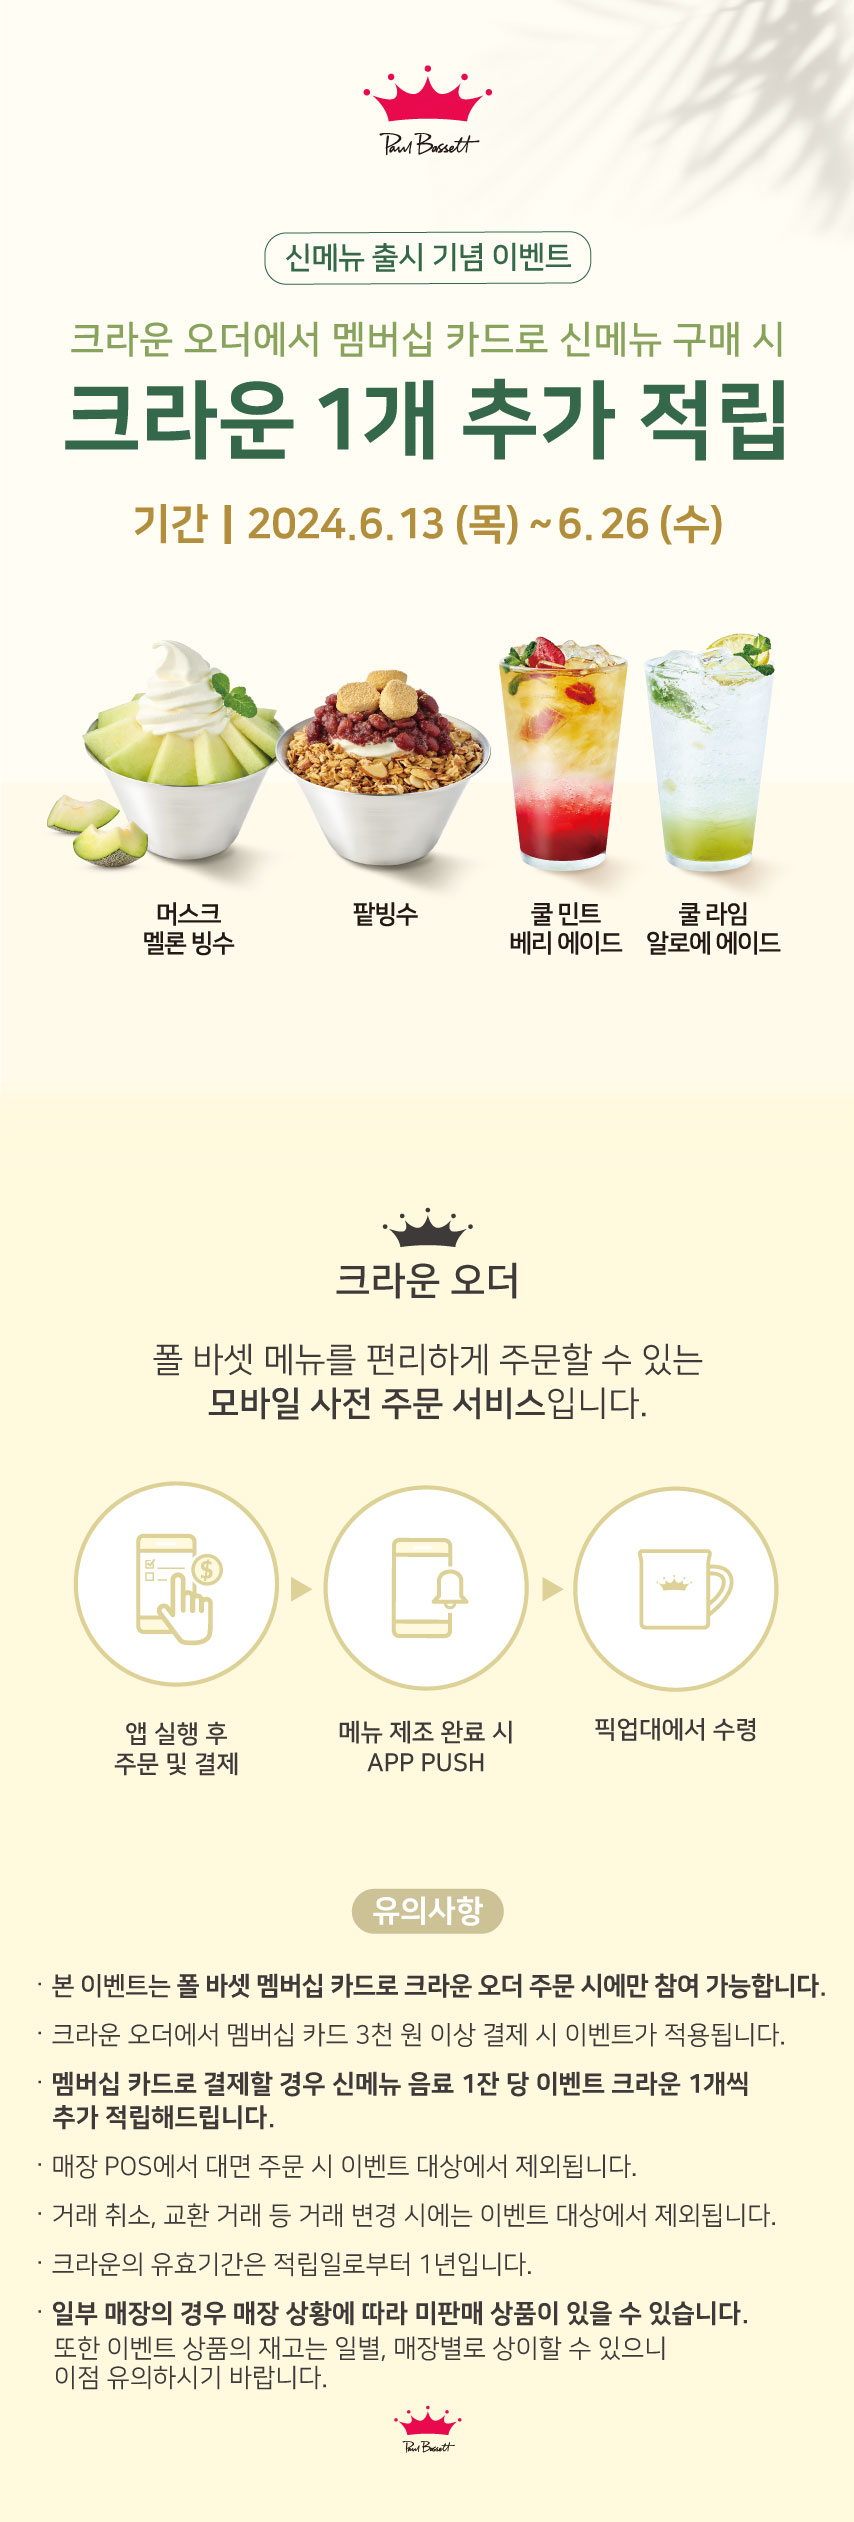 Paul Bassett
신메뉴 출시 기념 이벤트
크라운 오더에서 멤버십 카드로 신메뉴 구매 시
크라운 1개 추가 적립
기간 | 2024.6.13 (목) ~ 6. 26 (수)
머스크
멜론 빙수
팥빙수
쿨 민트
베리 에이드
쿨 라임
알로에 에이드
크라운 오더
폴 바셋 메뉴를 편리하게 주문할 수 있는
모바일 사전 주문 서비스입니다.
$
앱 실행 후
주문 및 결제
메뉴 제조 완료 시
APP PUSH
픽업대에서 수령
유의사항
· 본 이벤트는 폴 바셋 멤버십 카드로 크라운 오더 주문 시에만 참여 가능합니다.
· 크라운 오더에서 멤버십 카드 3천 원 이상 결제 시 이벤트가 적용됩니다.
· 멤버십 카드로 결제할 경우 신메뉴 음료 1잔 당 이벤트 크라운 1개씩
추가 적립해드립니다.
· 매장 POS에서 대면 주문 시 이벤트 대상에서 제외됩니다.
· 거래 취소, 교환 거래 등 거래 변경 시에는 이벤트 대상에서 제외됩니다.
· 크라운의 유효기간은 적립일로부터 1년입니다.
· 일부 매장의 경우 매장 상황에 따라 미판매 상품이 있을 수 있습니다.
또한 이벤트 상품의 재고는 일별, 매장별로 상이할 수 있으니
이점 유의하시기 바랍니다.
Paul Bassett